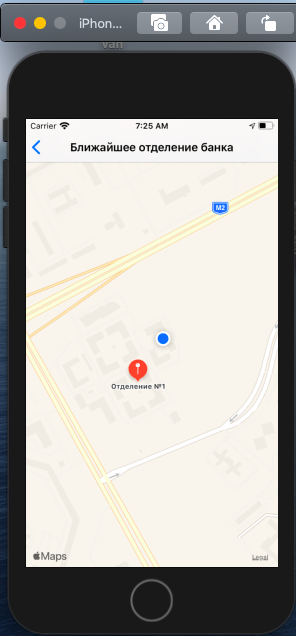 iPhon...
van
Carrier
7:25 AM
Ближайшее отделение банка
M2
Отделение №1
Maps
Legal